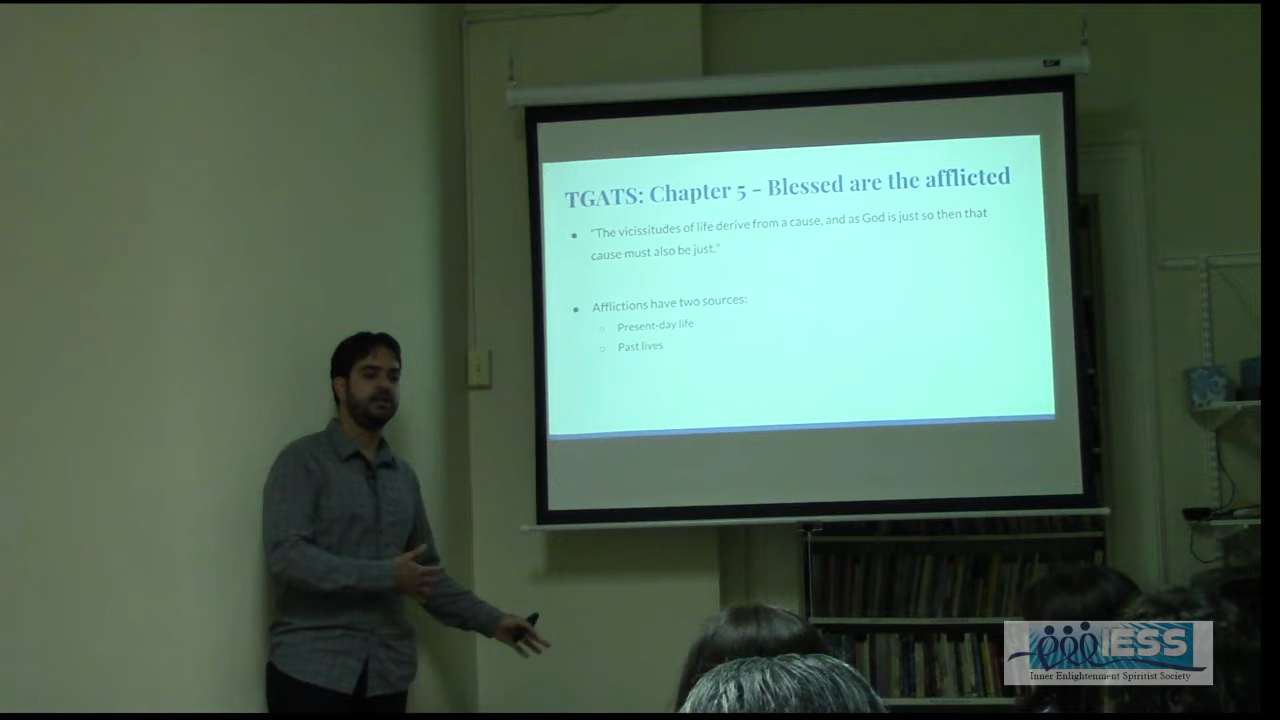 TGATS: Chapter 5 - Blessed are the afflicted
● "The vicissitudes of life derive from a cause, and as God is just so then that
cause must also be just."
● Afflictions have two sources:
○ Present-day life
○ Past lives
IESS
Inner Enlightenment Spiritist Society